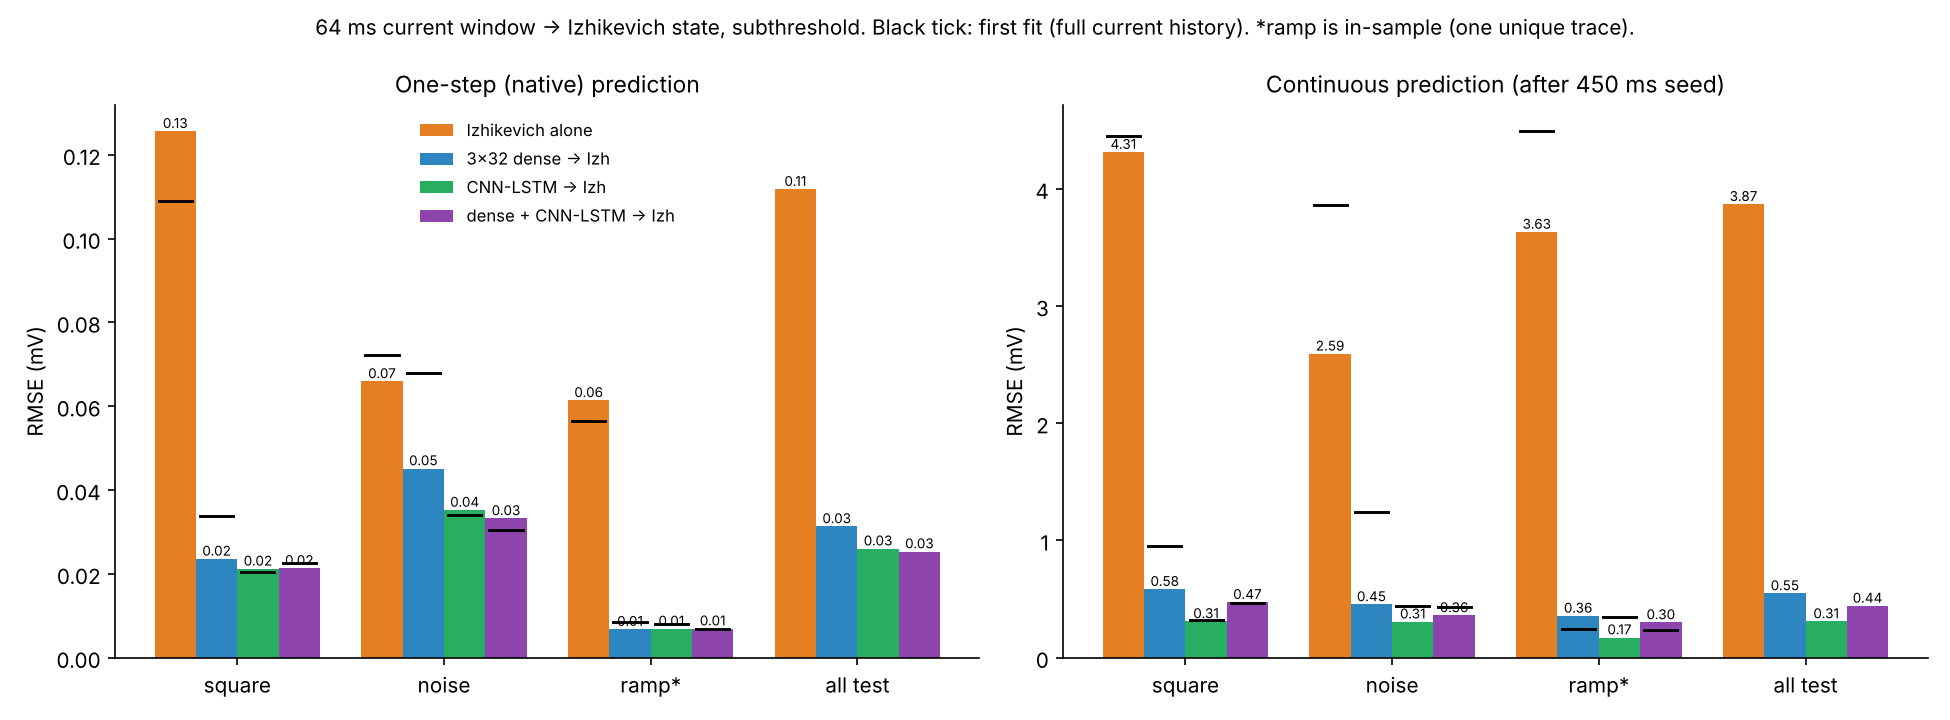 64 ms current window → Izhikevich state, subthreshold. Black tick: first fit (full current history). *ramp is in-sample (one unique trace).
One-step (native) prediction
RMSE (mV)
0.12
0.10
0.08
0.06
0.04
0.02
0.00
Izhikevich alone
3×32 dense → Izh
CNN-LSTM → Izh
dense + CNN-LSTM → Izh
0.13
0.02
0.02
0.02
0.07
0.05
0.04
0.03
0.06
0.01
0.01
0.01
0.11
0.03
0.03
0.03
square
noise
ramp*
all test
Continuous prediction (after 450 ms seed)
RMSE (mV)
4
3
2
1
0
4.31
0.58
0.31
0.47
2.59
0.45
0.31
0.36
3.63
0.36
0.17
0.30
3.87
0.55
0.31
0.44
square
noise
ramp*
all test